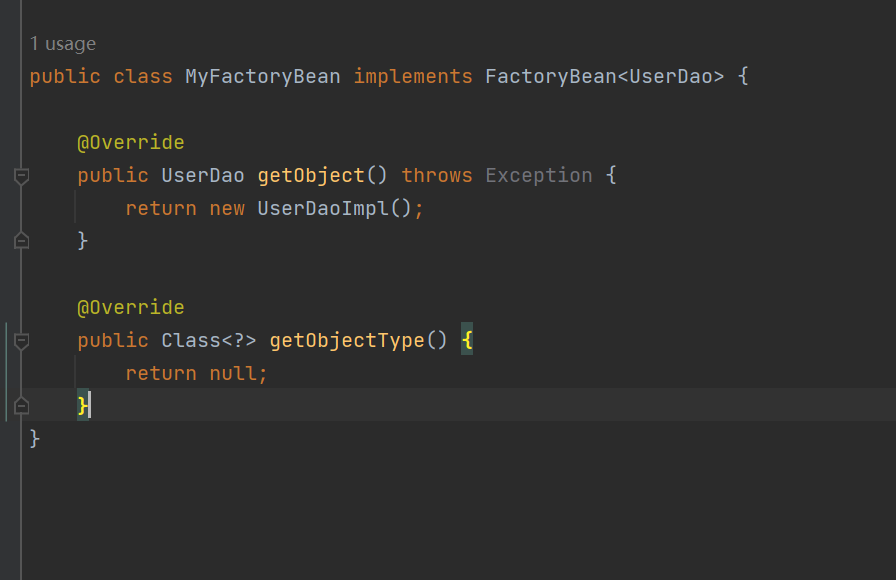 1 usage
public class MyFactoryBean implements FactoryBean<UserDao> {
@Override
public UserDao getObject() throws Exception {
return new UserDaoImpl();
}
@Override
public Class<?> getObjectType() {
return null;
}
}